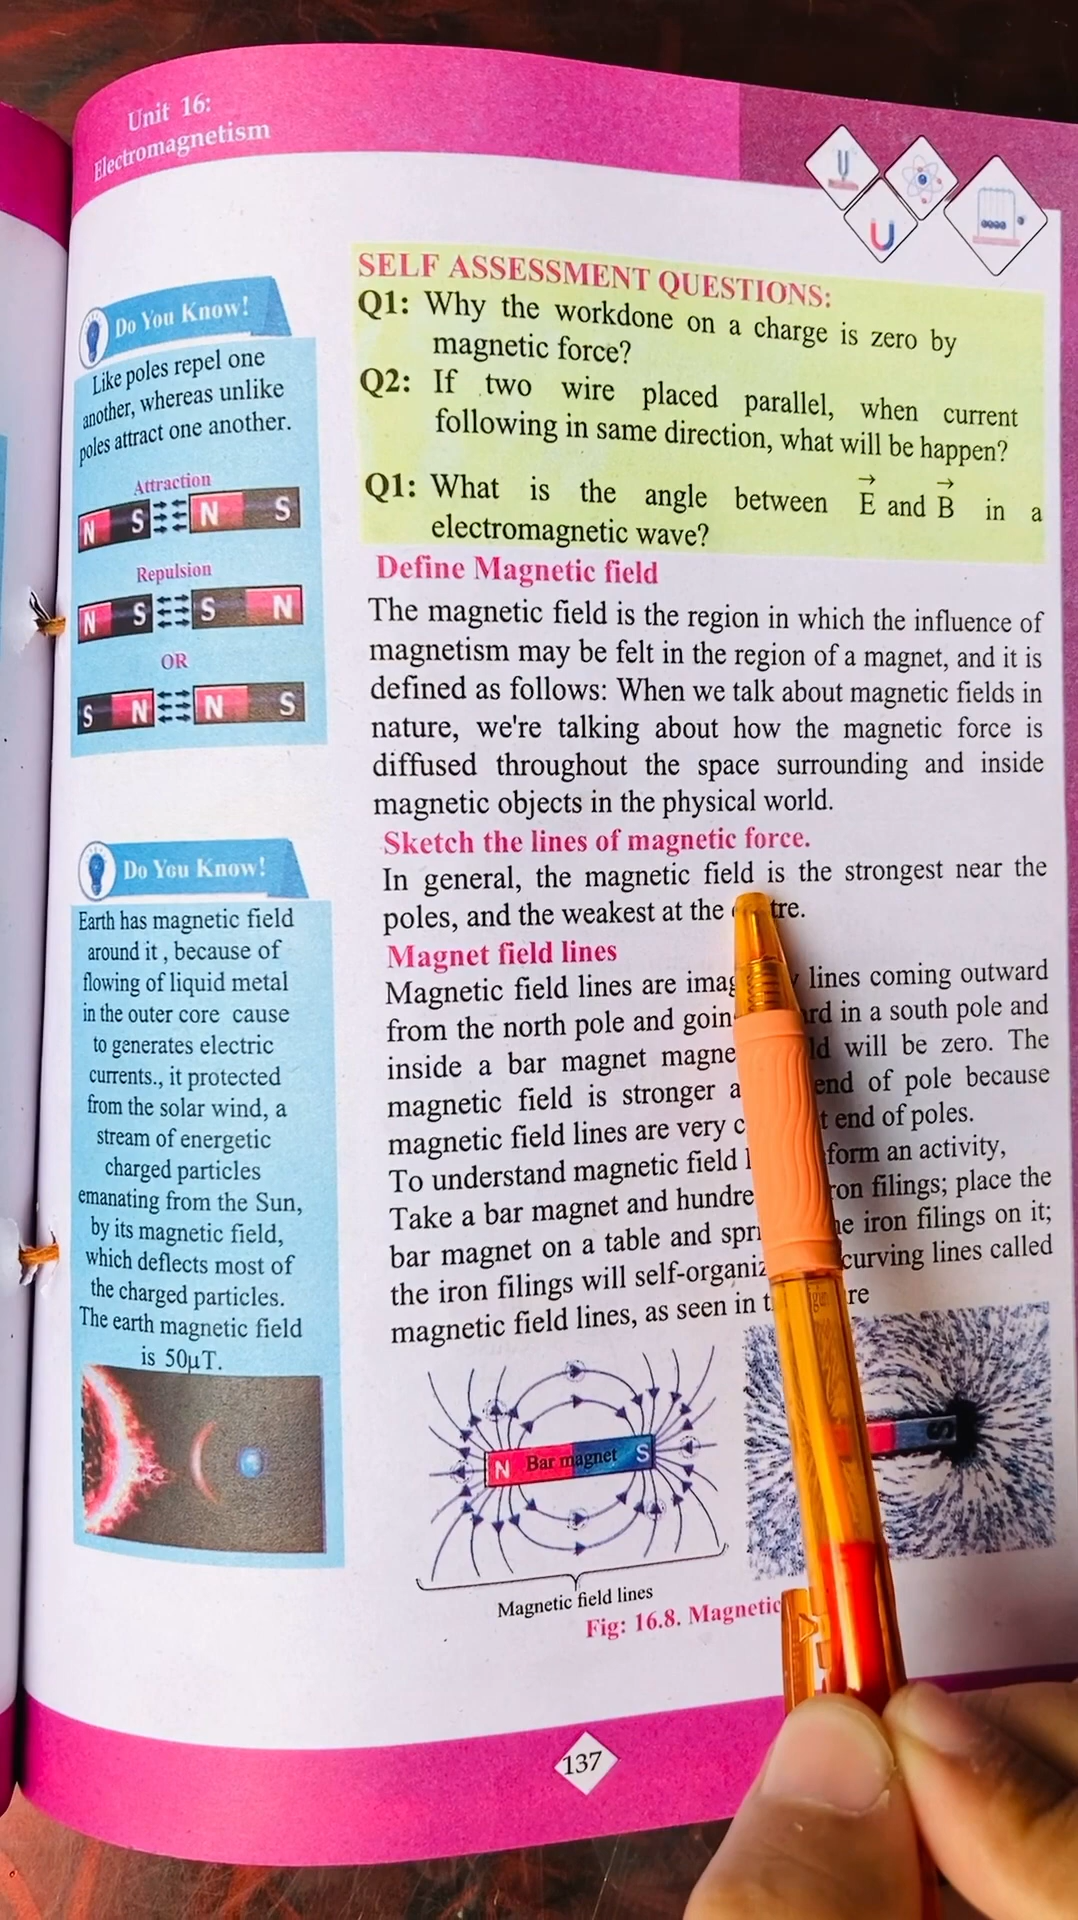 Unit 16:
Electromagnetism
Do You Know!
Like poles repel one
another, whereas unlike
poles attract one another.
Attraction
N S N S
Repulsion
N S S N
OR
S N N S
Do You Know!
Earth has magnetic field
around it , because of
flowing of liquid metal
in the outer core cause
to generates electric
currents., it protected
from the solar wind, a
stream of energetic
charged particles
emanating from the Sun,
by its magnetic field,
which deflects most of
the charged particles.
The earth magnetic field
is 50µT.
SELF ASSESSMENT QUESTIONS:
Q1: Why the workdone on a charge is zero by
magnetic force?
Q2: If two wire placed parallel, when current
following in same direction, what will be happen?
Q1: What is the angle between E⃗ and B⃗ in a
electromagnetic wave?
Define Magnetic field
The magnetic field is the region in which the influence of
magnetism may be felt in the region of a magnet, and it is
defined as follows: When we talk about magnetic fields in
nature, we're talking about how the magnetic force is
diffused throughout the space surrounding and inside
magnetic objects in the physical world.
Sketch the lines of magnetic force.
In general, the magnetic field is the strongest near the
poles, and the weakest at the
Magnet field lines
Magnetic field lines are lines coming outward
from the north pole and in a south pole and
inside a bar magnet will be zero. The
magnetic field is stronger end of pole because
magnetic field lines are very end of poles.
To understand magnetic field form an activity,
Take a bar magnet and iron filings; place the
bar magnet on a table and iron filings on it;
the iron filings will curving lines called
magnetic field lines, as seen in
N Bar magnet S
S
Magnetic field lines
Fig: 16.8. Magnetic
137